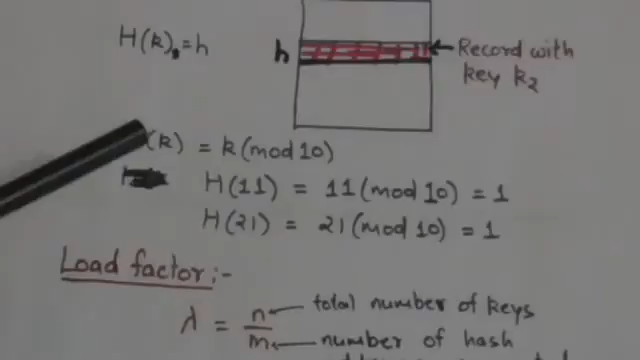 H(k) = h
h
Record with
key k2
(k) = k(mod 10)
H(11) = 11(mod 10) = 1
H(21) = 21(mod 10) = 1
Load factor:-
λ = n/m
total number of keys
number of hash